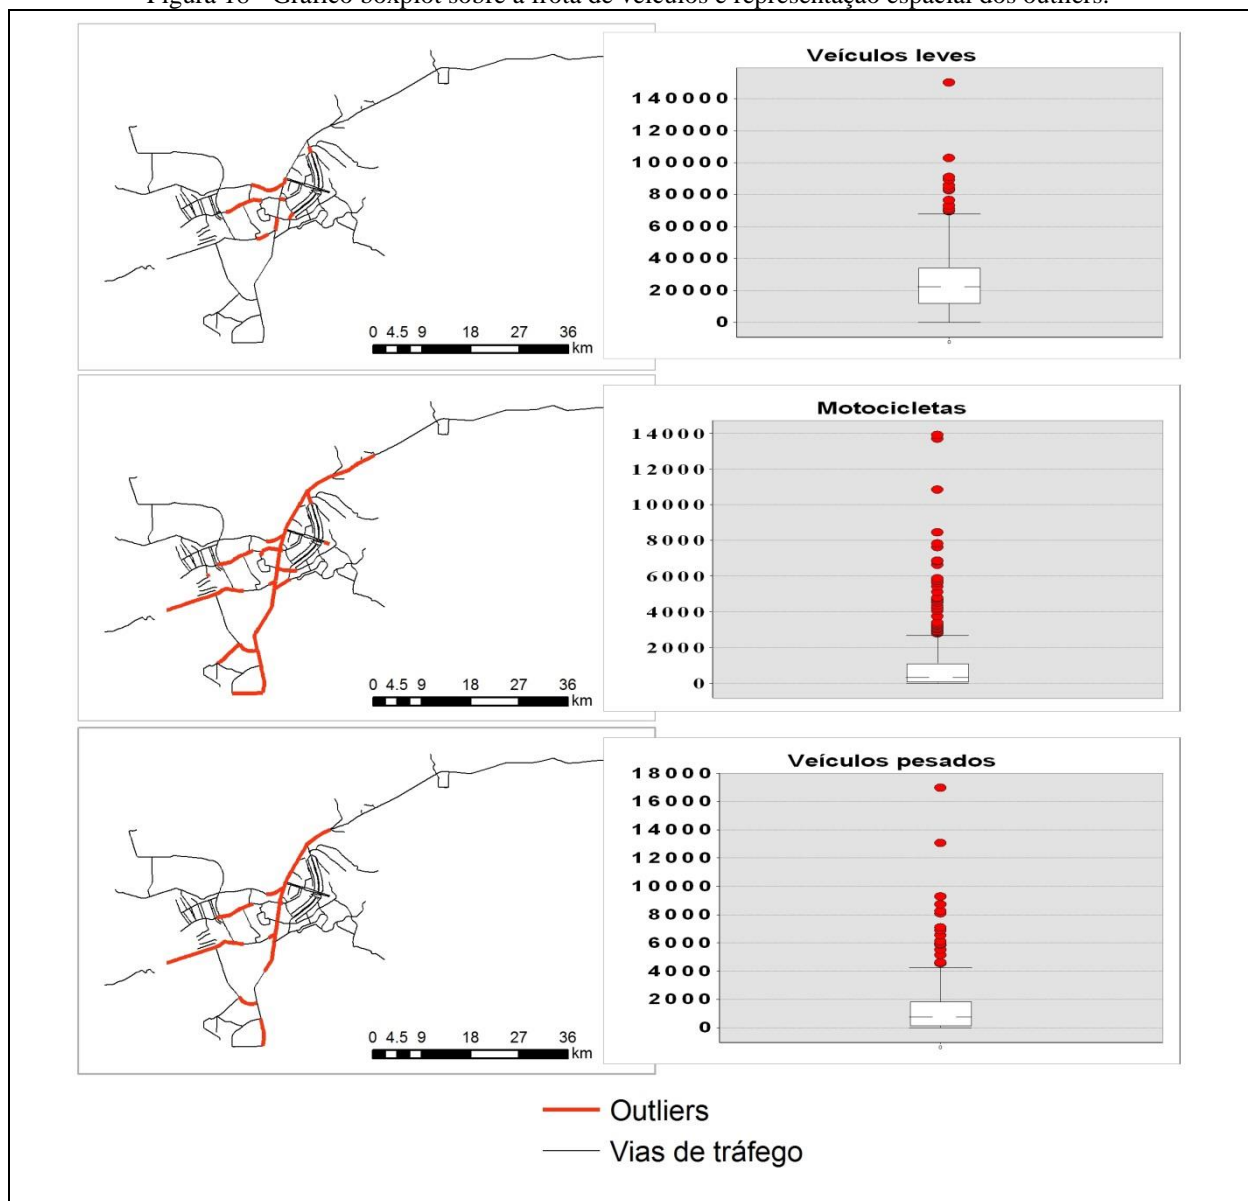 Figura 18 - Gráfico boxplot sobre a frota de veículos e representação espacial dos outliers.
Veículos leves
140000
120000
100000
80000
60000
40000
20000
0
0
0 4.5 9 18 27 36
km
Motocicletas
14000
12000
10000
8000
6000
4000
2000
0
0 4.5 9 18 27 36
km
Veículos pesados
18000
16000
14000
12000
10000
8000
6000
4000
2000
0
0
0 4.5 9 18 27 36
km
Outliers
Vias de tráfego